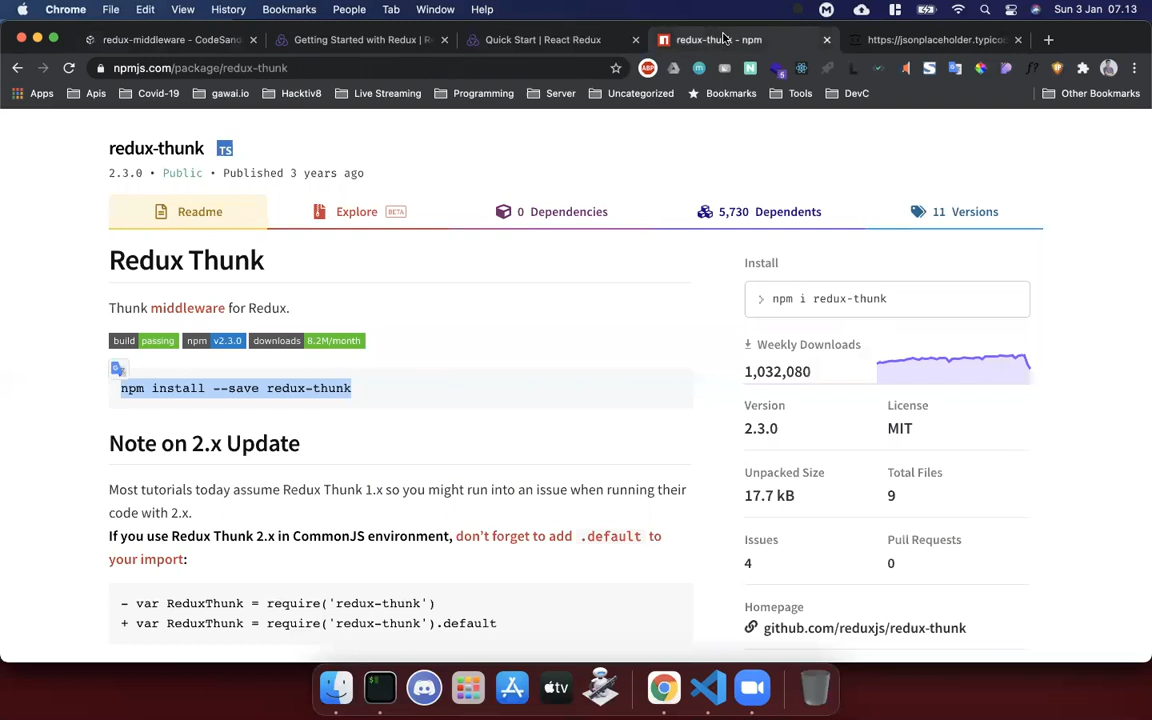 Chrome File Edit View History Bookmarks People Tab Window Help Sun 3 Jan 07.13
redux-middleware - CodeSand Getting Started with Redux | R Quick Start | React Redux redux-thunk - npm https://jsonplaceholder.typico
npmjs.com/package/redux-thunk
Apps Apis Covid-19 gawai.io Hacktiv8 Live Streaming Programming Server Uncategorized Bookmarks Tools DevC Other Bookmarks
redux-thunk TS
2.3.0 • Public • Published 3 years ago
Readme Explore BETA 0 Dependencies 5,730 Dependents 11 Versions
Redux Thunk
Thunk middleware for Redux.
build passing npm v2.3.0 downloads 8.2M/month
npm install --save redux-thunk
Note on 2.x Update
Most tutorials today assume Redux Thunk 1.x so you might run into an issue when running their
code with 2.x.
If you use Redux Thunk 2.x in CommonJS environment, don't forget to add .default to
your import:
- var ReduxThunk = require('redux-thunk')
+ var ReduxThunk = require('redux-thunk').default
Install
> npm i redux-thunk
Weekly Downloads
1,032,080
Version License
2.3.0 MIT
Unpacked Size Total Files
17.7 kB 9
Issues Pull Requests
4 0
Homepage
github.com/reduxjs/redux-thunk
tv